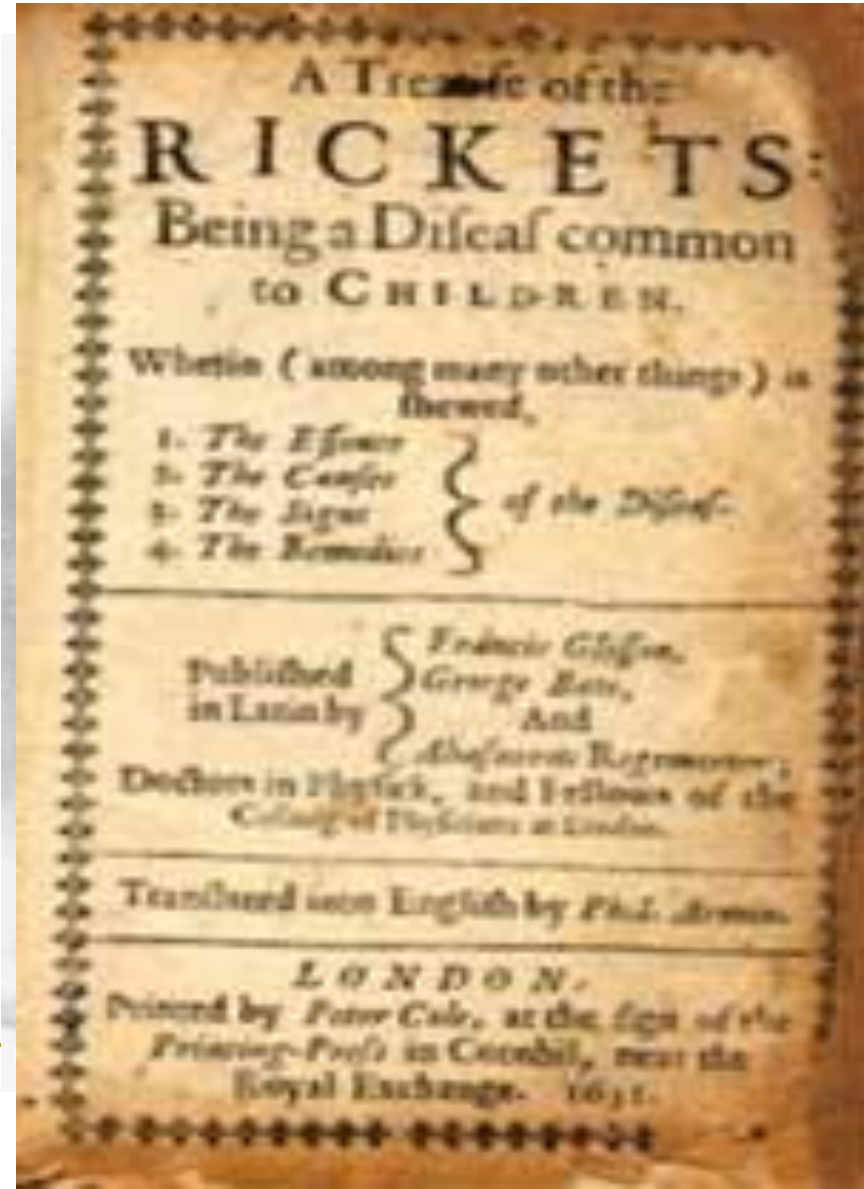 A Treatise of the
RICKETS:
Being a Diſeaſ common
to CHILDREN.
Wherin ( among many other things ) is
ſhewed,
1. The Eſſence
2. The Cauſes
3. The Signs
4. The Remedies
of the Diſeaſ.
Publiſhed
in Latin by
Francis Gliſſon,
George Bate,
And
Ahaſuerus Regemorter;
Doctors in Phyſick, and Fellows of the
Colledg of Phyſitians at London.
Tranſlated into English by Phil. Armin.
LONDON,
Printed by Peter Cole, at the ſign of the
Printing-Preſs in Cornhil, near the
Royal Exchange. 1651.